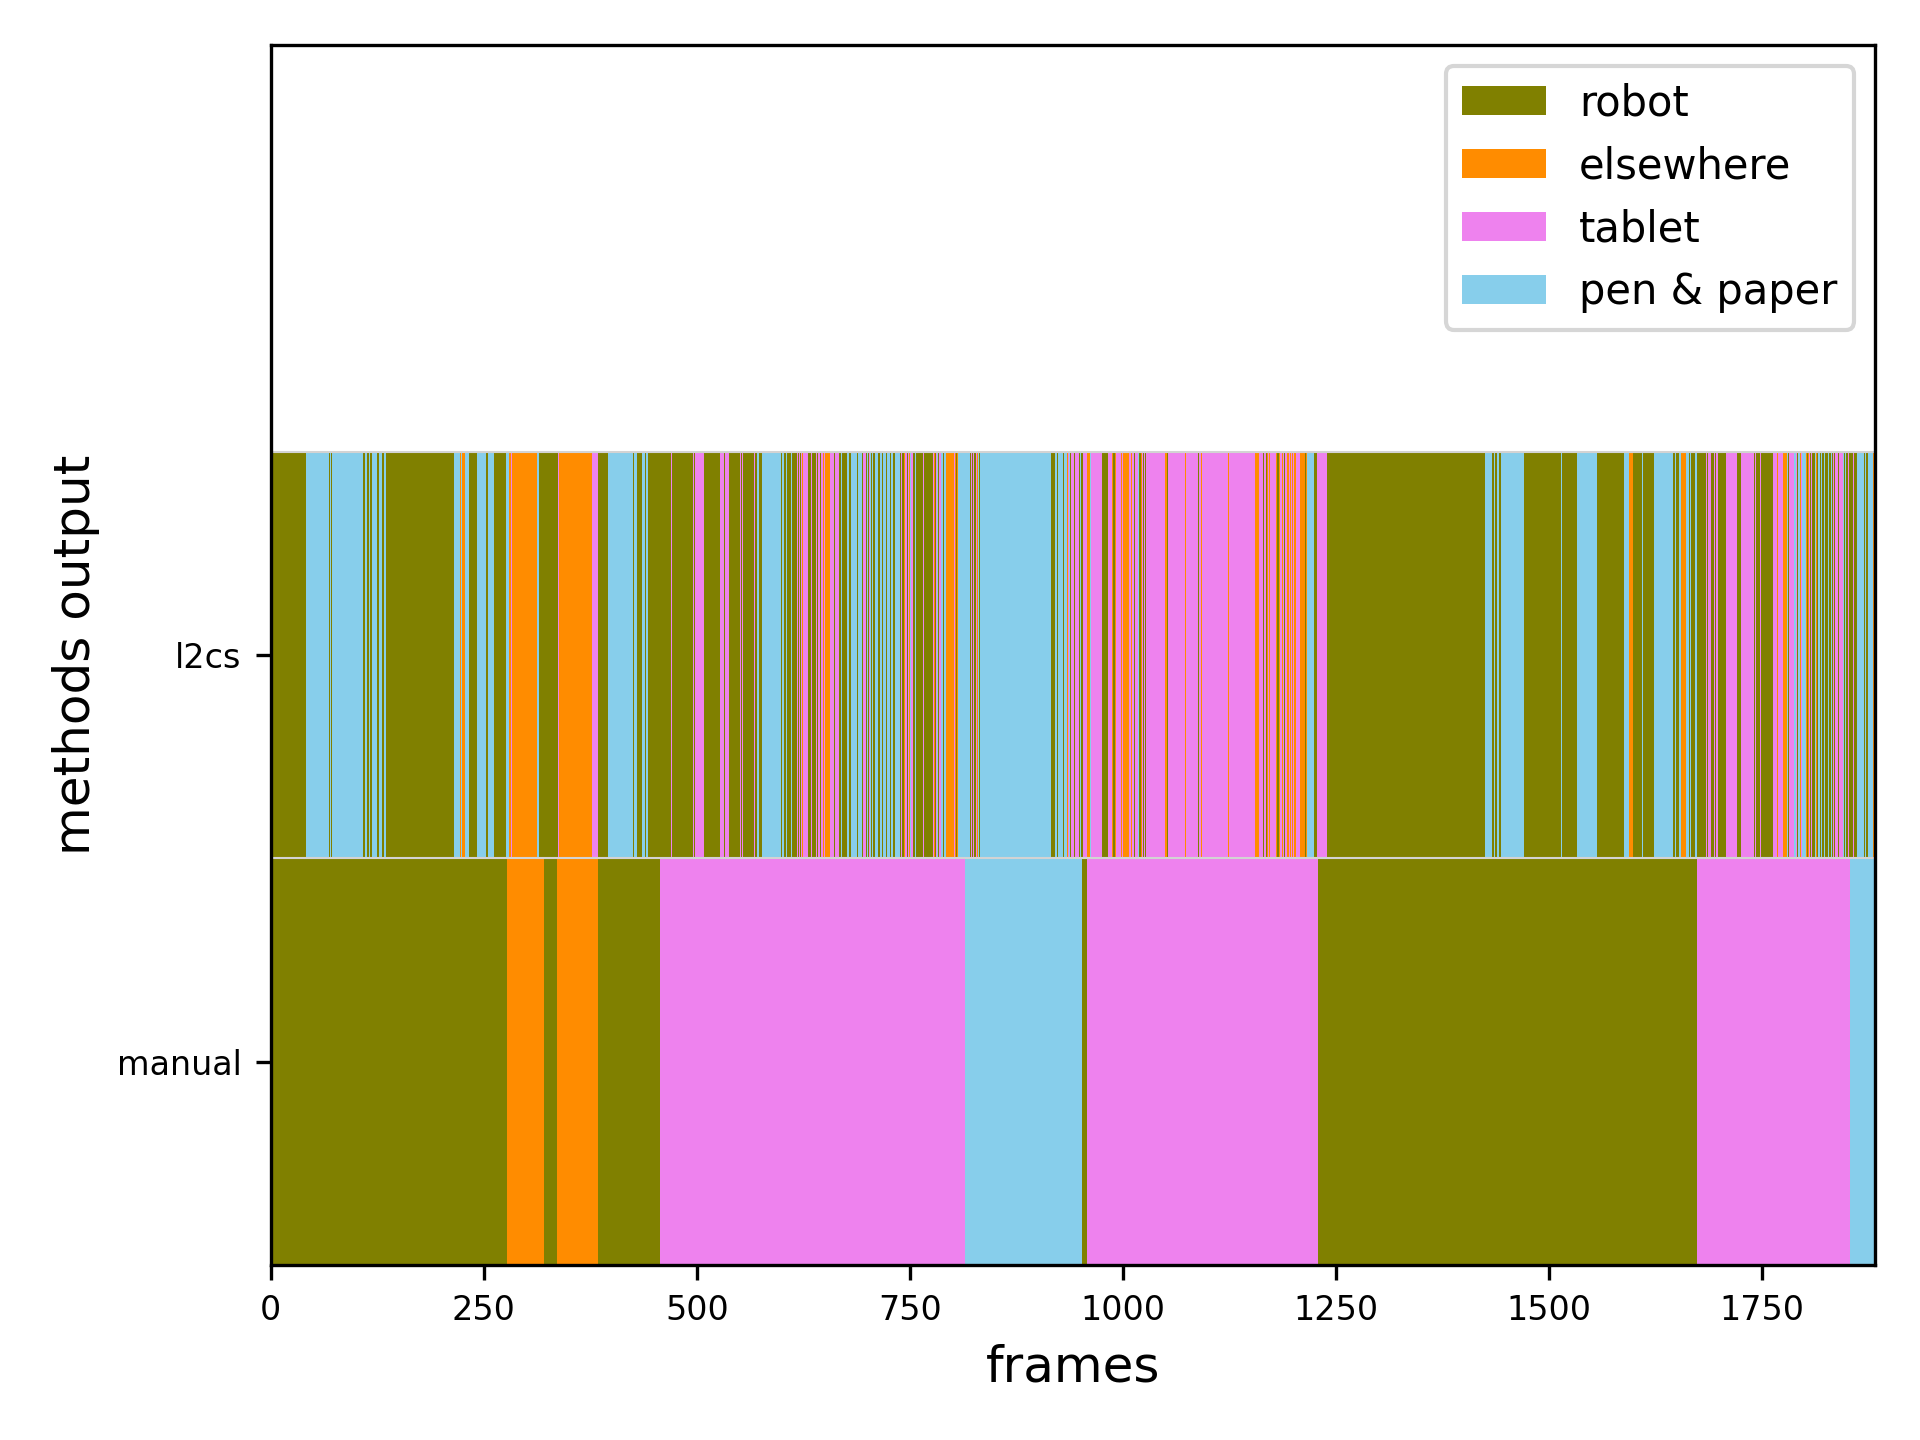 robot
elsewhere
tablet
pen & paper
methods output
l2cs
manual
0 250 500 750 1000 1250 1500 1750
frames